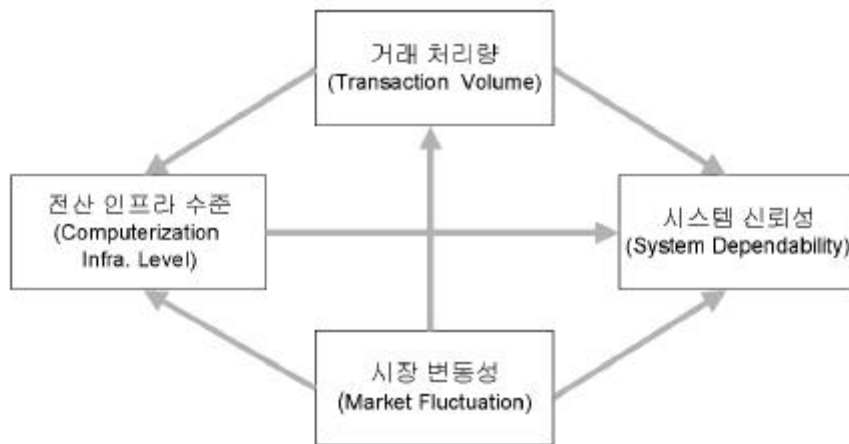 거래 처리량
(Transaction Volume)
전산 인프라 수준
(Computerization
Infra. Level)
시스템 신뢰성
(System Dependability)
시장 변동성
(Market Fluctuation)